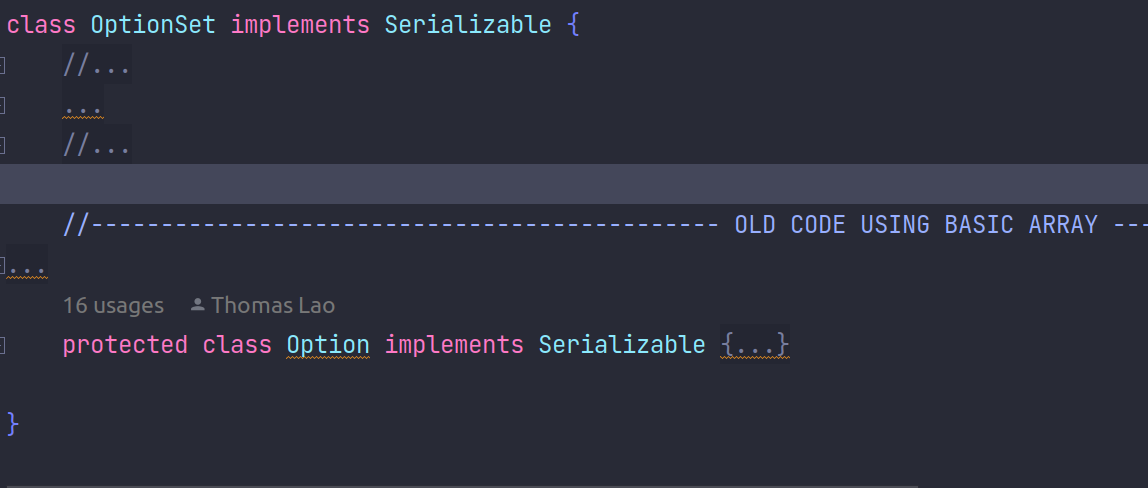 class OptionSet implements Serializable {
//...
...
//...
//--------------------------------------------- OLD CODE USING BASIC ARRAY ---
...
16 usages Thomas Lao
protected class Option implements Serializable {...}
}